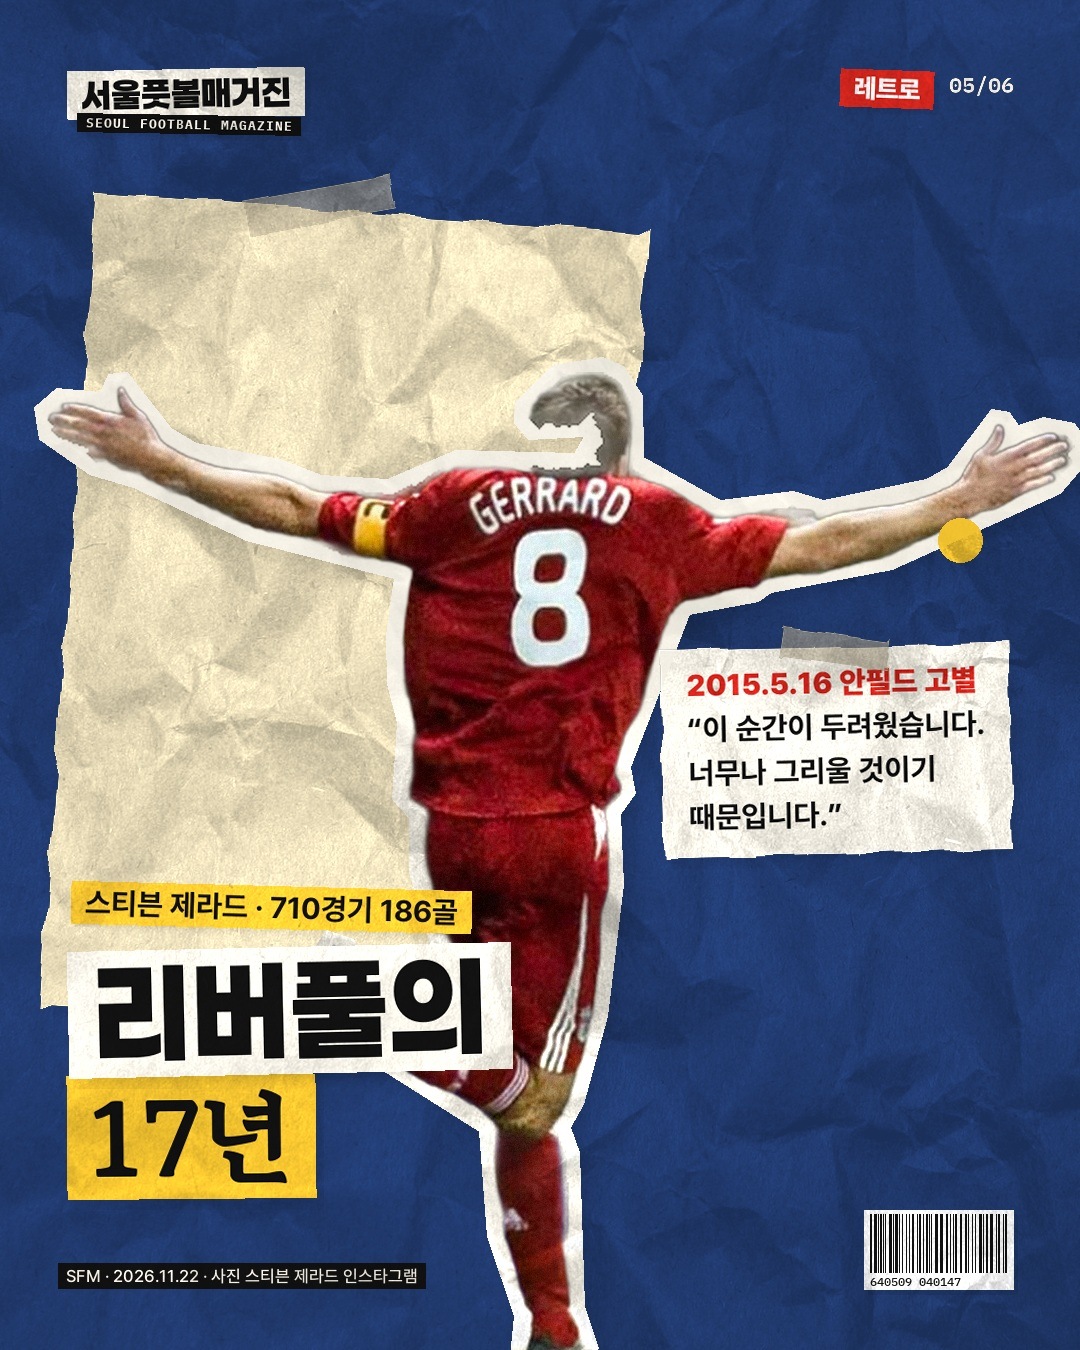 서울풋볼매거진
SEOUL FOOTBALL MAGAZINE
레트로 05/06
GERRARD
8
2015.5.16 안필드 고별
“이 순간이 두려웠습니다.
너무나 그리울 것이기
때문입니다.”
스티븐 제라드 · 710경기 186골
리버풀의
17년
SFM · 2026.11.22 · 사진 스티븐 제라드 인스타그램
640509 040147